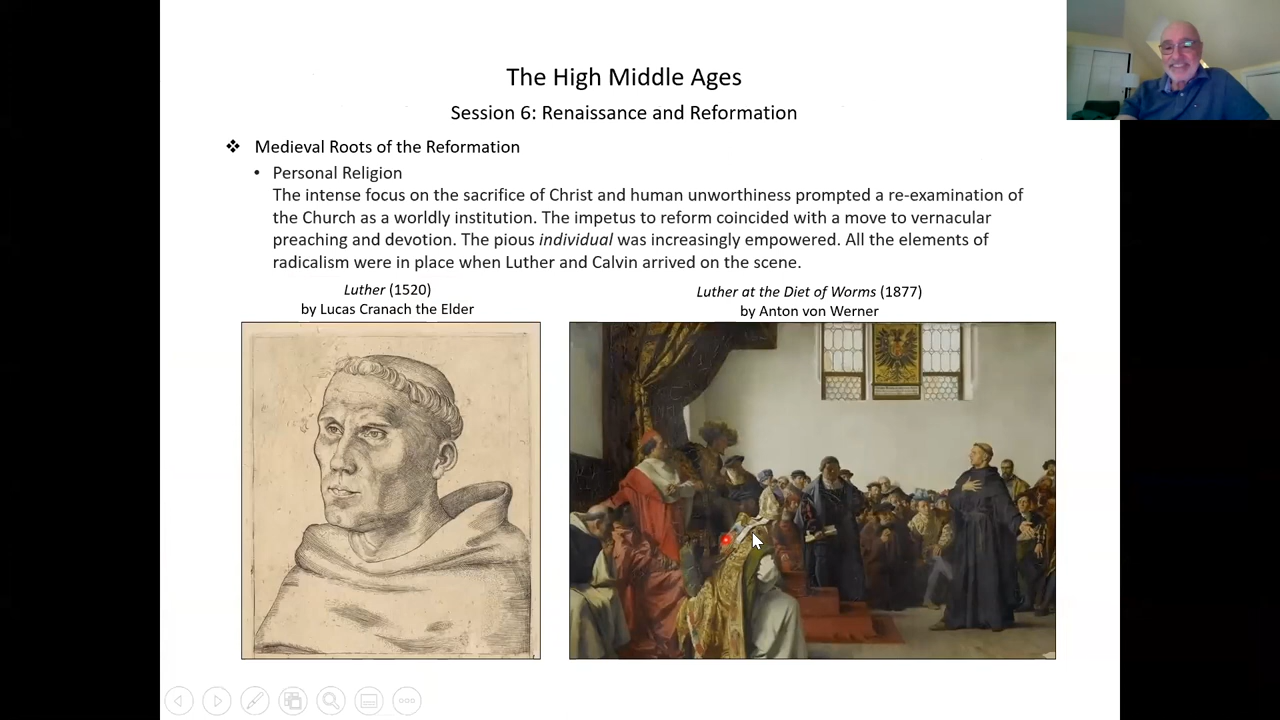 The High Middle Ages
Session 6: Renaissance and Reformation
❖ Medieval Roots of the Reformation
• Personal Religion
The intense focus on the sacrifice of Christ and human unworthiness prompted a re-examination of
the Church as a worldly institution. The impetus to reform coincided with a move to vernacular
preaching and devotion. The pious individual was increasingly empowered. All the elements of
radicalism were in place when Luther and Calvin arrived on the scene.
Luther (1520)
by Lucas Cranach the Elder
Luther at the Diet of Worms (1877)
by Anton von Werner